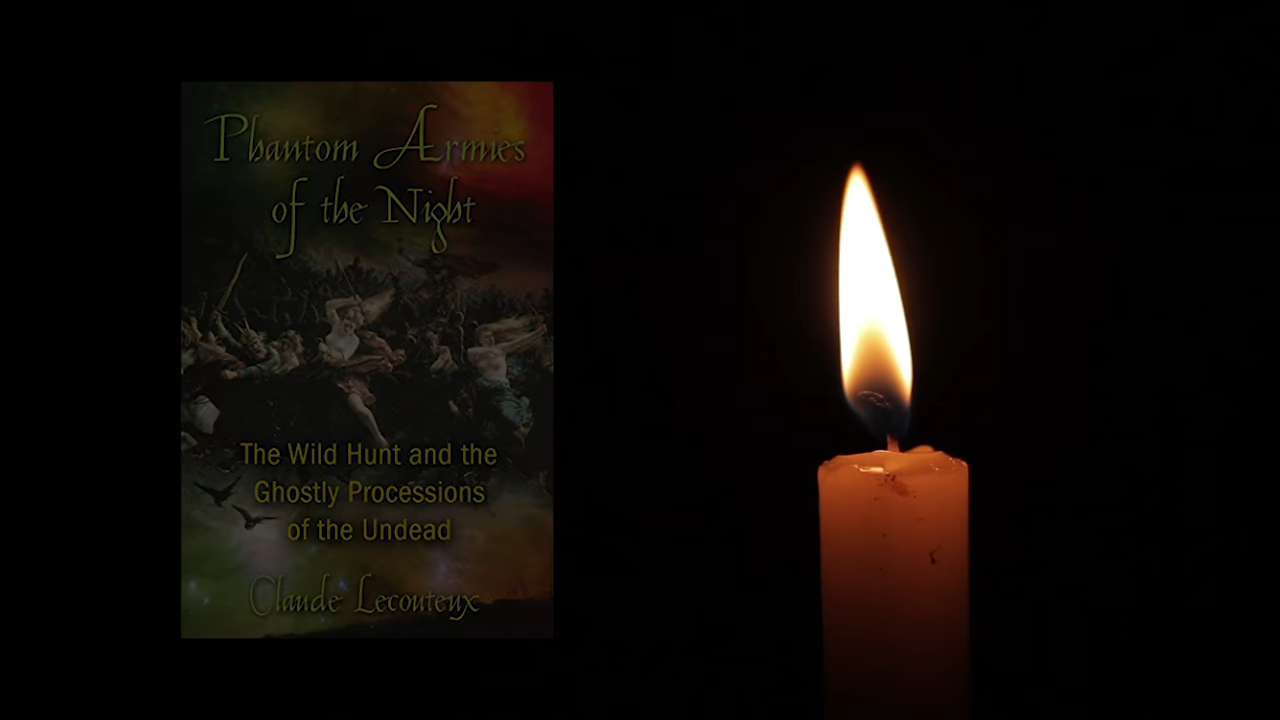 Phantom Armies
of the Night
The Wild Hunt and the
Ghostly Processions
of the Undead
Claude Lecouteux